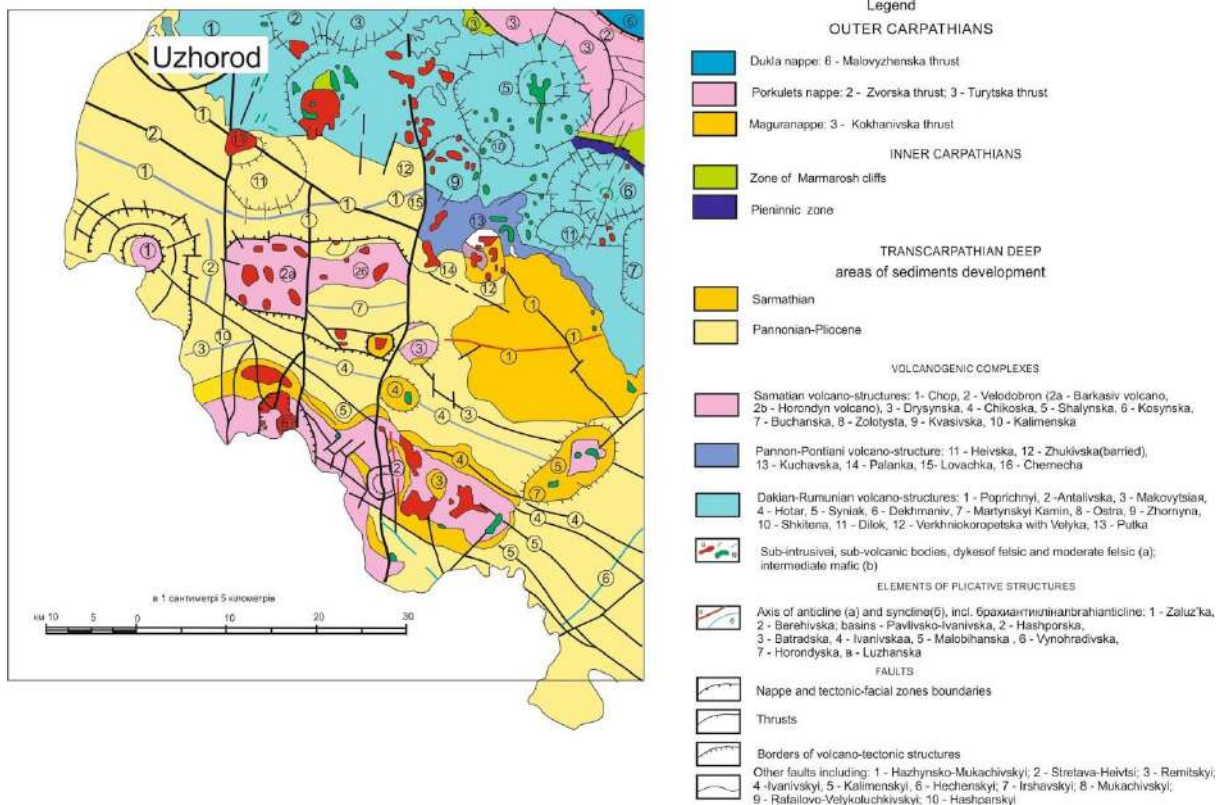 Uzhorod
в 1 сантиметрі 5 кілометрів
км 10 5 0 10 20 30
Legend
OUTER CARPATHIANS
Dukla nappe: 6 - Malovyzhenska thrust
Porkulets nappe: 2 - Zvorska thrust; 3 - Turytska thrust
Maguranappe: 3 - Kokhanivska thrust
INNER CARPATHIANS
Zone of Marmarosh cliffs
Pieninnic zone
TRANSCARPATHIAN DEEP
areas of sediments development
Sarmathian
Pannonian-Pliocene
VOLCANOGENIC COMPLEXES
Samatian volcano-structures: 1- Chop, 2 - Velodobron (2a - Barkasiv volcano,
2b - Horondyn volcano), 3 - Drysynska, 4 - Chikoska, 5 - Shalynska, 6 - Kosynska,
7 - Buchanska, 8 - Zolotysta, 9 - Kvasivska, 10 - Kalimenska
Pannon-Pontiani volcano-structure: 11 - Heivska, 12 - Zhukivska(barried),
13 - Kuchavska, 14 - Palanka, 15- Lovachka, 16 - Chernecha
Dakian-Rumunian volcano-structures: 1 - Poprichnyi, 2 -Antalivska, 3 - Makovytsiaя,
4 - Hotar, 5 - Syniak, 6 - Dekhmaniv, 7 - Martynskyi Kamin, 8 - Ostra, 9 - Zhornyna,
10 - Shkitena, 11 - Dilok, 12 - Verkhniokoropetska with Velyka, 13 - Putka
Sub-intrusivei, sub-volcanic bodies, dykesof felsic and moderate felsic (a);
intermediate mafic (b)
ELEMENTS OF PLICATIVE STRUCTURES
Axis of anticline (a) and syncline(б), incl. брахиантиклінаlbrahianticline: 1 - Zaluz'ka,
2 - Berehivska; basins - Pavlivsko-Ivanivska, 2 - Hashporska,
3 - Batradska, 4 - Ivanivskaa, 5 - Malobihanska , 6 - Vynohradivska,
7 - Horondyska, в - Luzhanska
FAULTS
Nappe and tectonic-facial zones boundaries
Thrusts
Borders of volcano-tectonic structures
Other faults including: 1 - Hazhynsko-Mukachivskyi; 2 - Stretava-Heivtsi; 3 - Remitskyi;
4 -Ivanivskyi, 5 - Kalimenskyi, 6 - Hechenskyi; 7 - Irshavskyi; 8 - Mukachivskyi;
9 - Rafailovo-Velykoluchkivskyi; 10 - Hashparskyi